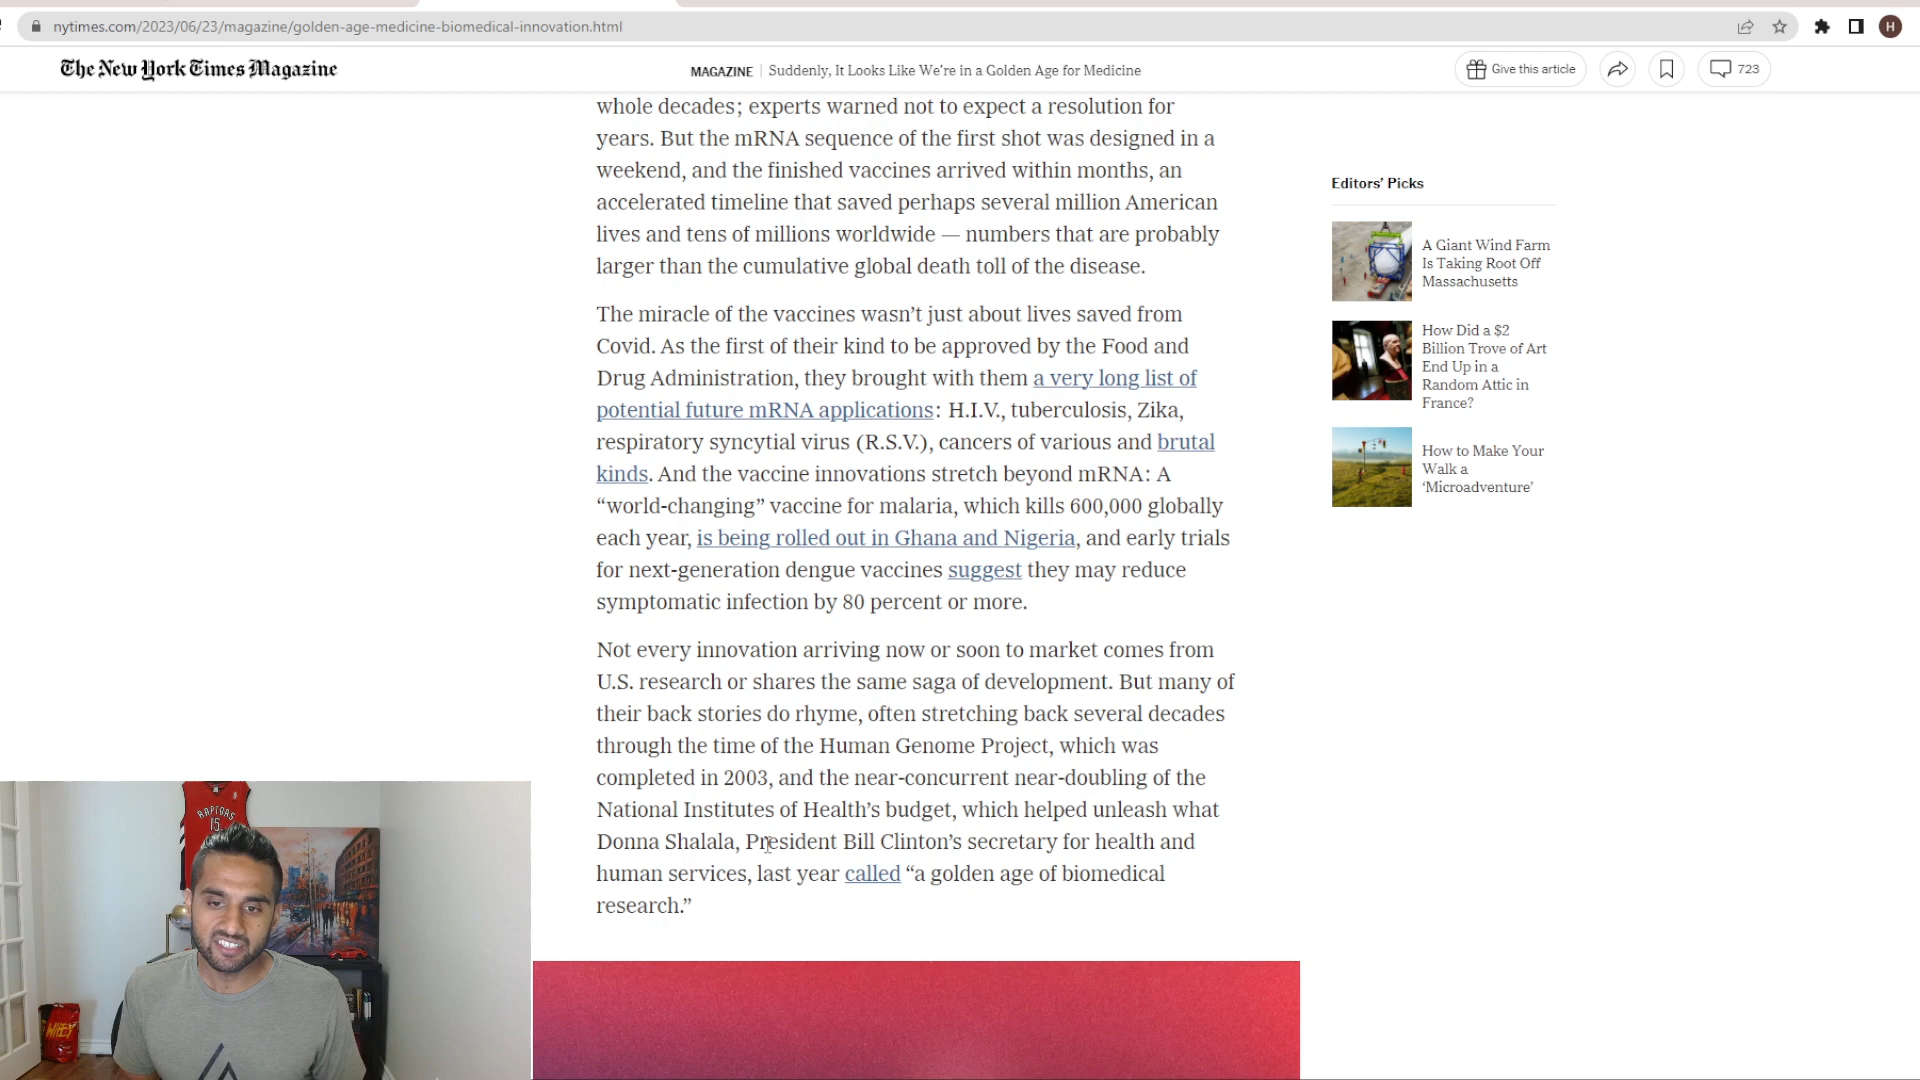 nytimes.com/2023/06/23/magazine/golden-age-medicine-biomedical-innovation.html
H
The New York Times Magazine
MAGAZINE | Suddenly, It Looks Like We’re in a Golden Age for Medicine
Give this article
723
whole decades; experts warned not to expect a resolution for
years. But the mRNA sequence of the first shot was designed in a
weekend, and the finished vaccines arrived within months, an
accelerated timeline that saved perhaps several million American
lives and tens of millions worldwide — numbers that are probably
larger than the cumulative global death toll of the disease.
The miracle of the vaccines wasn’t just about lives saved from
Covid. As the first of their kind to be approved by the Food and
Drug Administration, they brought with them a very long list of
potential future mRNA applications: H.I.V., tuberculosis, Zika,
respiratory syncytial virus (R.S.V.), cancers of various and brutal
kinds. And the vaccine innovations stretch beyond mRNA: A
“world-changing” vaccine for malaria, which kills 600,000 globally
each year, is being rolled out in Ghana and Nigeria, and early trials
for next-generation dengue vaccines suggest they may reduce
symptomatic infection by 80 percent or more.
Not every innovation arriving now or soon to market comes from
U.S. research or shares the same saga of development. But many of
their back stories do rhyme, often stretching back several decades
through the time of the Human Genome Project, which was
completed in 2003, and the near-concurrent near-doubling of the
National Institutes of Health’s budget, which helped unleash what
Donna Shalala, President Bill Clinton’s secretary for health and
human services, last year called “a golden age of biomedical
research.”
Editors’ Picks
A Giant Wind Farm
Is Taking Root Off
Massachusetts
How Did a $2
Billion Trove of Art
End Up in a
Random Attic in
France?
How to Make Your
Walk a
‘Microadventure’
RAPTORS
15
WHEY